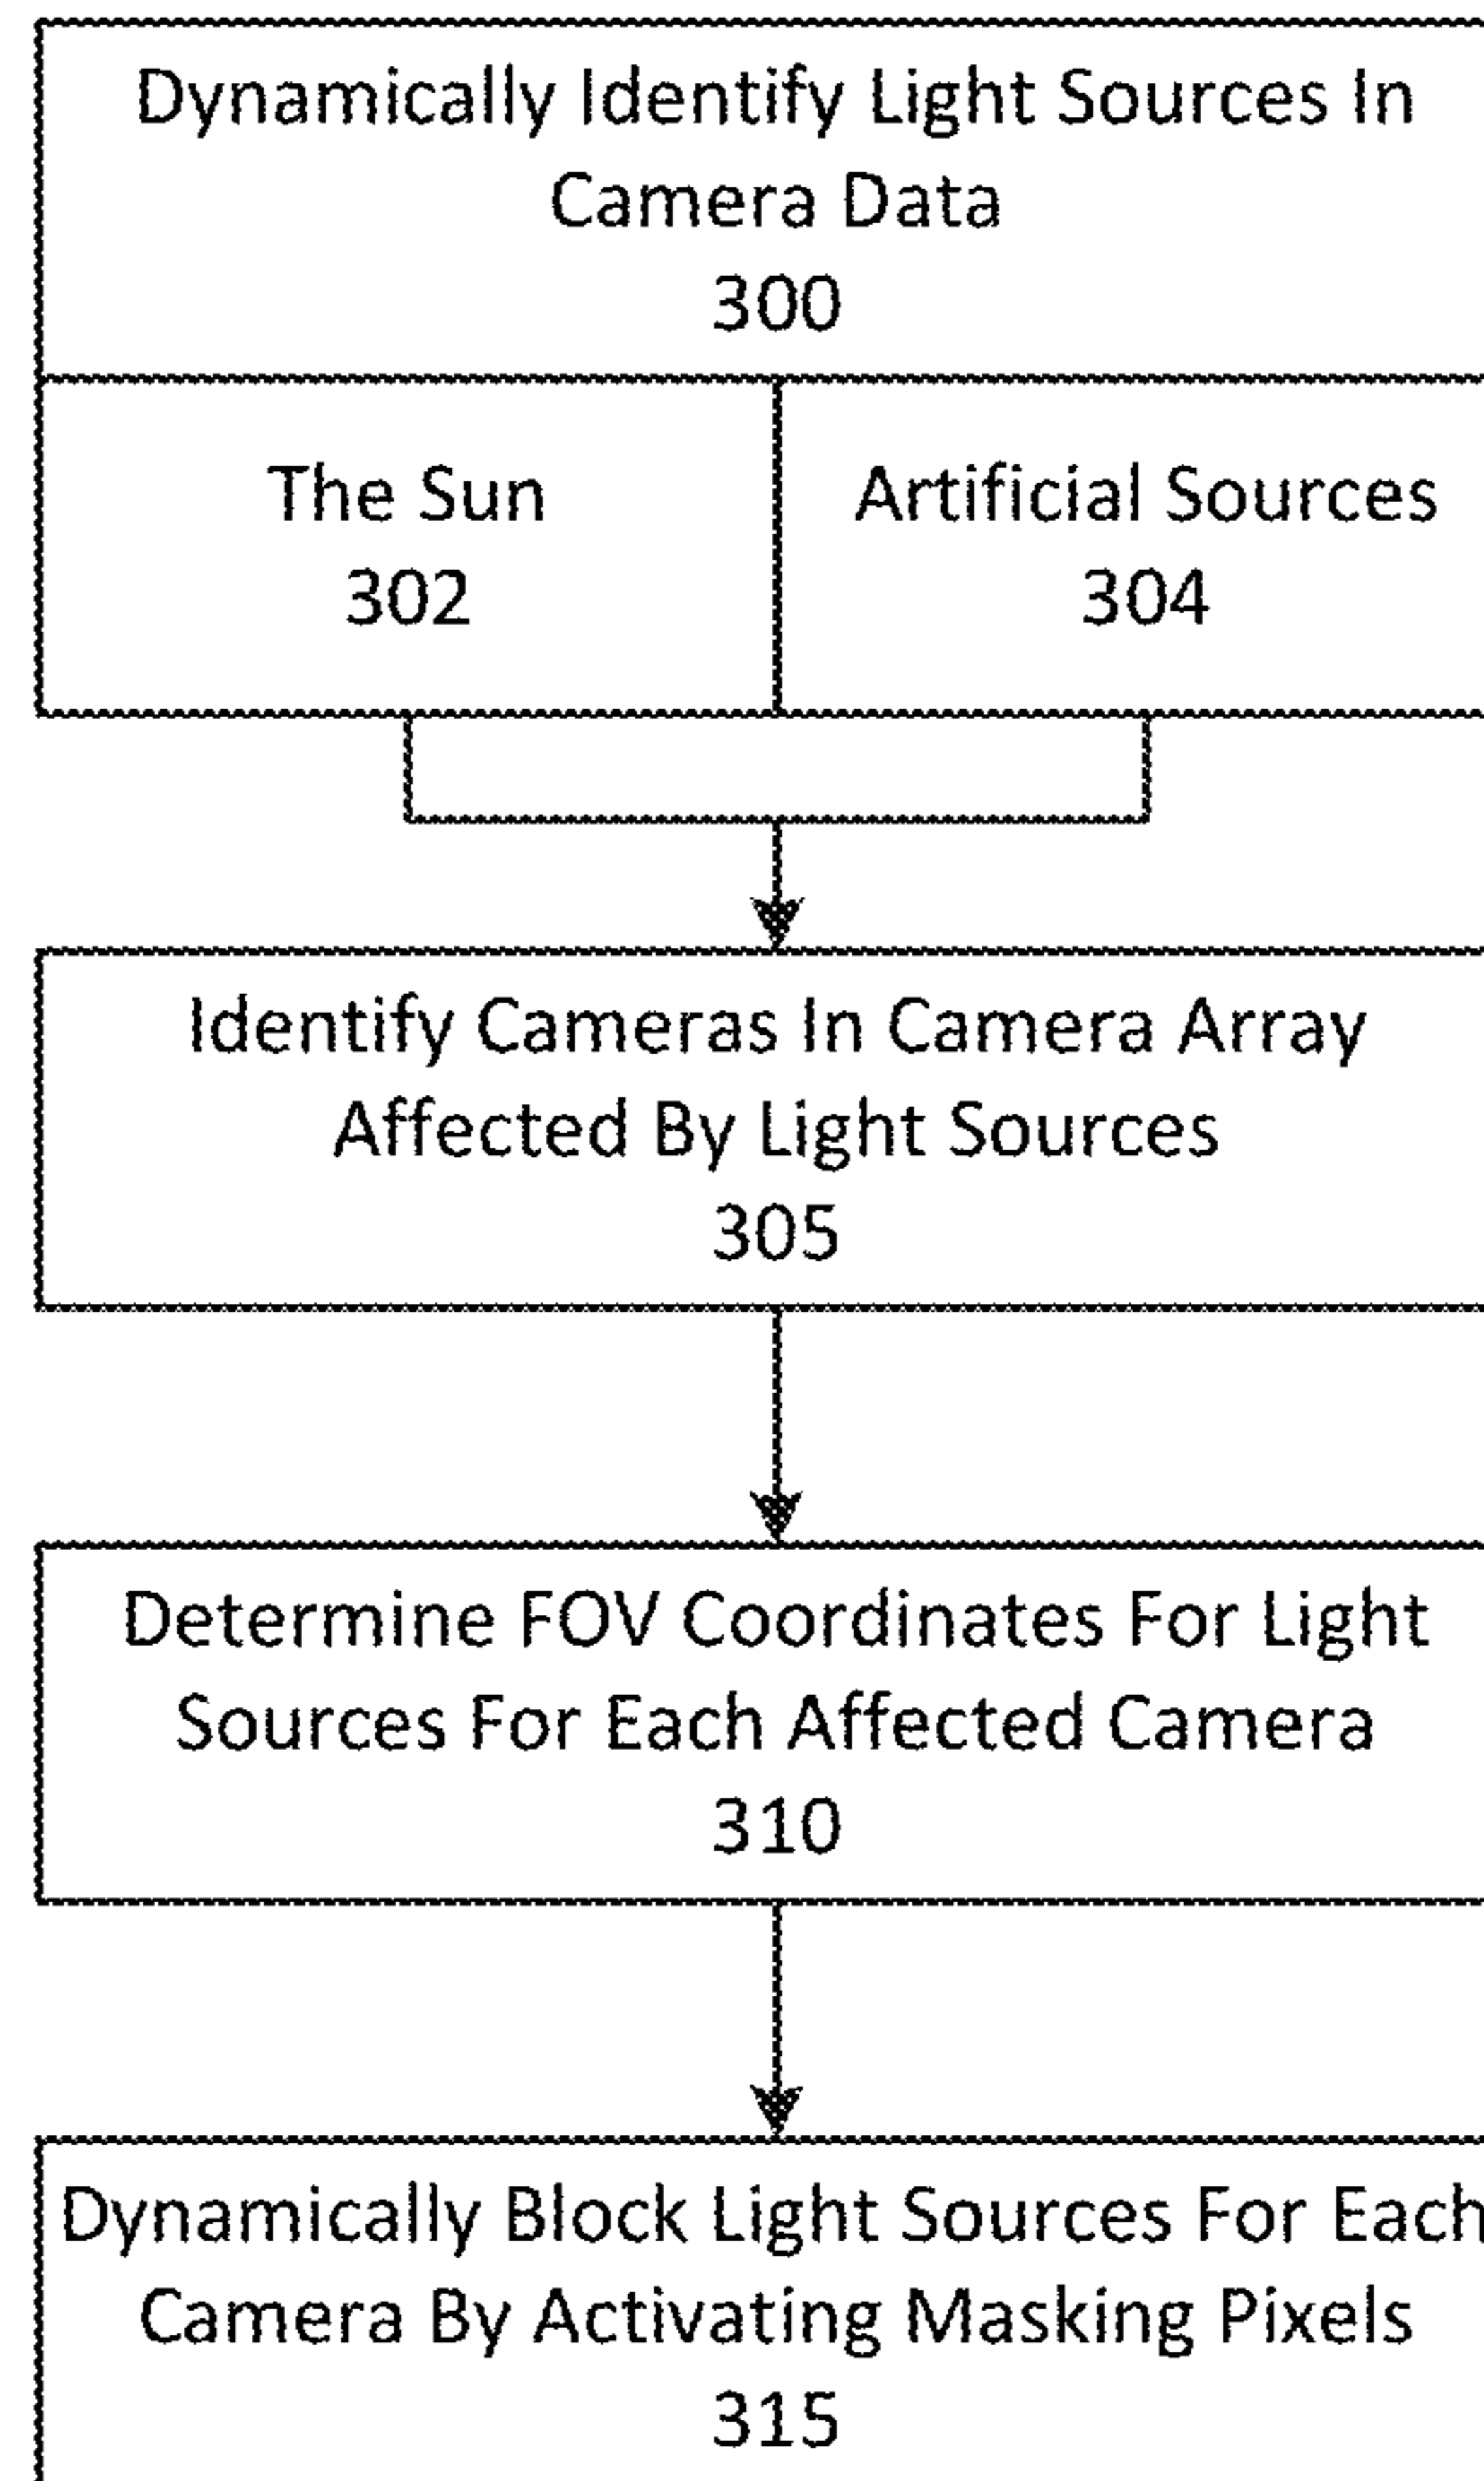 Dynamically Identify Light Sources In
Camera Data
300
The Sun
302
Artificial Sources
304
Identify Cameras In Camera Array
Affected By Light Sources
305
Determine FOV Coordinates For Light
Sources For Each Affected Camera
310
Dynamically Block Light Sources For Each
Camera By Activating Masking Pixels
315